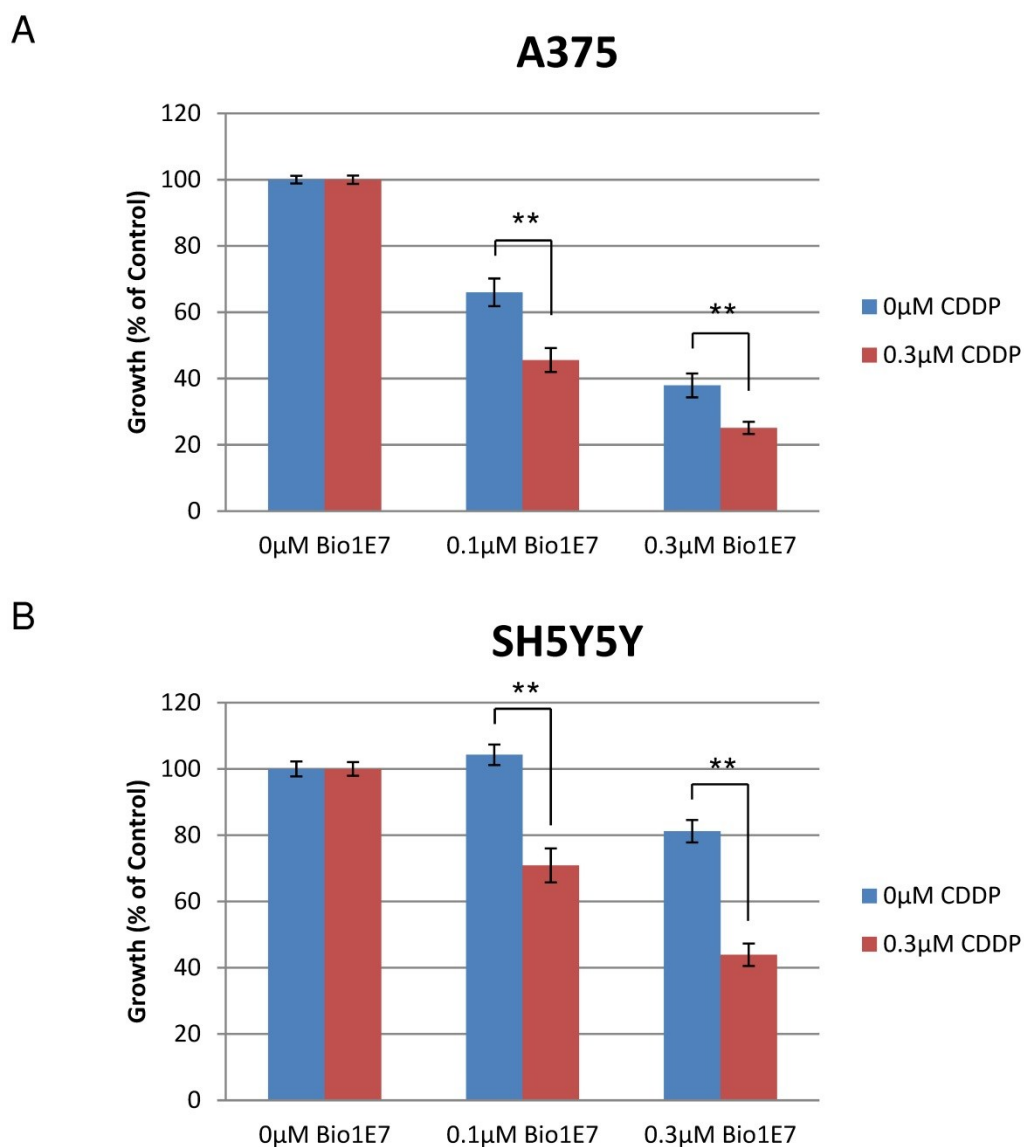 A
A375
Growth (% of Control)
120
100
80
60
40
20
0
**
**
0µM Bio1E7
0.1µM Bio1E7
0.3µM Bio1E7
0µM CDDP
0.3µM CDDP
B
SH5Y5Y
Growth (% of Control)
120
100
80
60
40
20
0
**
**
0µM Bio1E7
0.1µM Bio1E7
0.3µM Bio1E7
0µM CDDP
0.3µM CDDP